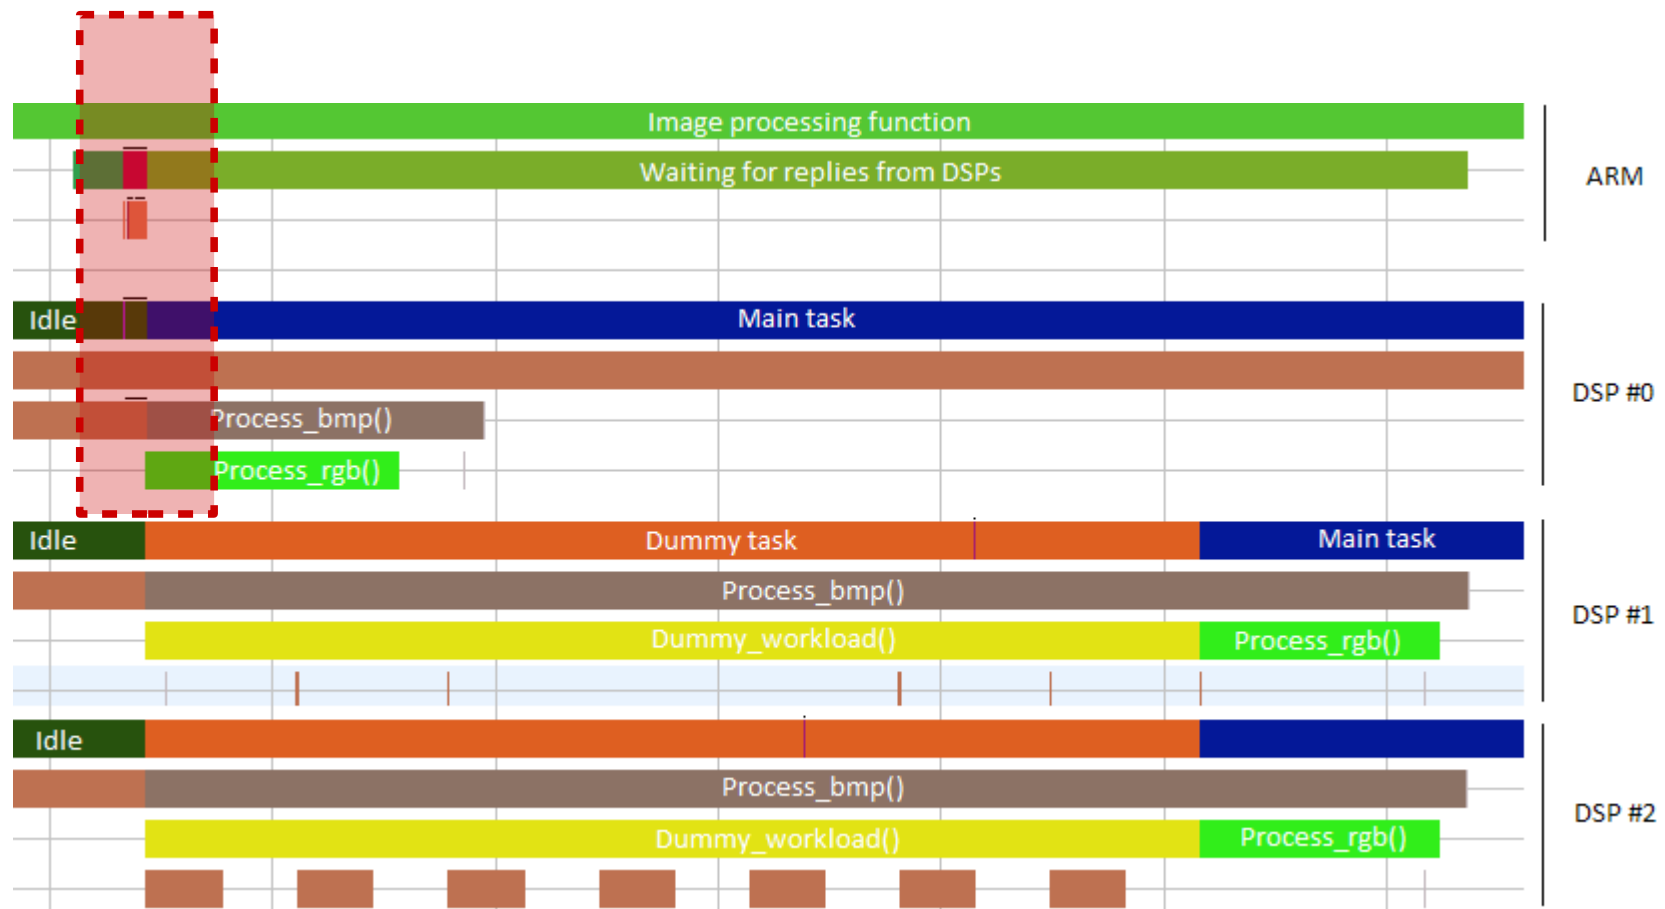 Image processing function
Waiting for replies from DSPs
ARM
Idle
Main task
DSP #0
Process_bmp()
Process_rgb()
Idle
Dummy task
Main task
Process_bmp()
DSP #1
Dummy_workload()
Process_rgb()
Idle
Process_bmp()
DSP #2
Dummy_workload()
Process_rgb()